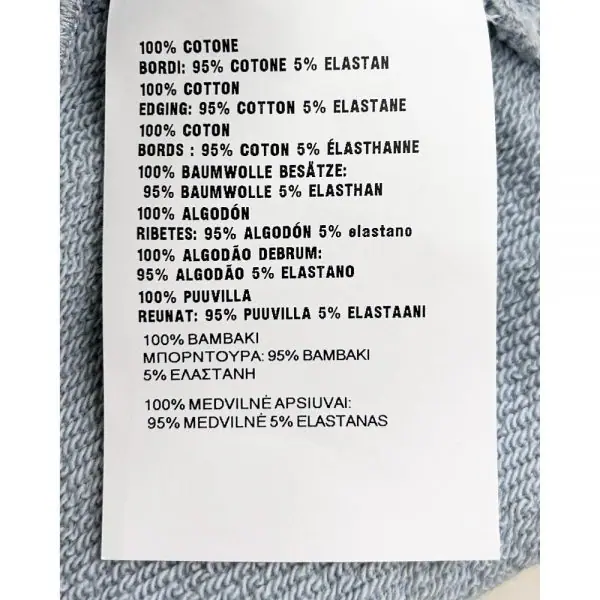 100% COTONE
BORDI: 95% COTONE 5% ELASTAN
100% COTTON
EDGING: 95% COTTON 5% ELASTANE
100% COTON
BORDS : 95% COTON 5% ÉLASTHANNE
100% BAUMWOLLE BESÄTZE:
95% BAUMWOLLE 5% ELASTHAN
100% ALGODÓN
RIBETES: 95% ALGODÓN 5% elastano
100% ALGODÃO DEBRUM:
95% ALGODÃO 5% ELASTANO
100% PUUVILLA
REUNAT: 95% PUUVILLA 5% ELASTAANI
100% ΒΑΜΒΑΚΙ
ΜΠΟΡΝΤΟΥΡΑ: 95% ΒΑΜΒΑΚΙ
5% ΕΛΑΣΤΑΝΗ
100% MEDVILNĖ APSIUVAI:
95% MEDVILNĖ 5% ELASTANAS